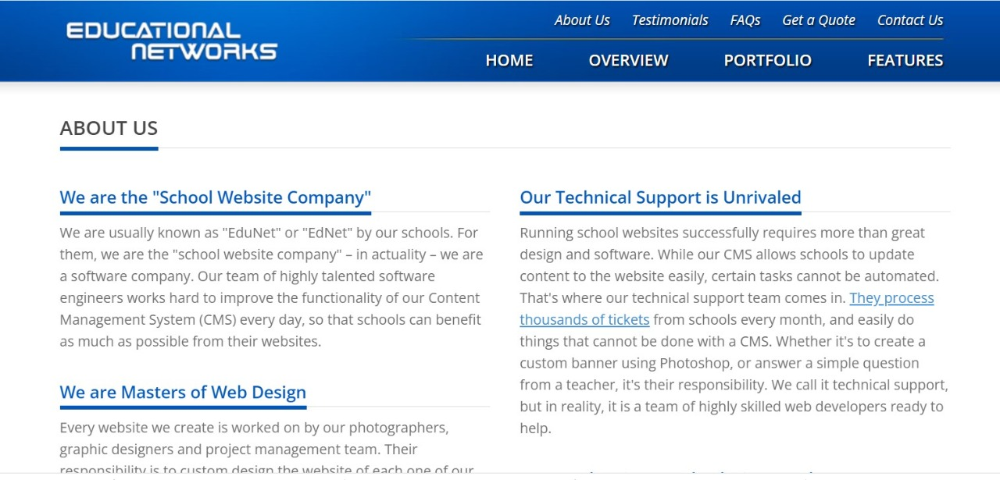 EDUCATIONAL
NETWORKS
About Us Testimonials FAQs Get a Quote Contact Us
HOME OVERVIEW PORTFOLIO FEATURES
ABOUT US
We are the "School Website Company"
We are usually known as "EduNet" or "EdNet" by our schools. For
them, we are the "school website company" – in actuality – we are
a software company. Our team of highly talented software
engineers works hard to improve the functionality of our Content
Management System (CMS) every day, so that schools can benefit
as much as possible from their websites.
We are Masters of Web Design
Every website we create is worked on by our photographers,
graphic designers and project management team. Their
responsibility is to custom design the website of each one of our
Our Technical Support is Unrivaled
Running school websites successfully requires more than great
design and software. While our CMS allows schools to update
content to the website easily, certain tasks cannot be automated.
That's where our technical support team comes in. They process
thousands of tickets from schools every month, and easily do
things that cannot be done with a CMS. Whether it's to create a
custom banner using Photoshop, or answer a simple question
from a teacher, it's their responsibility. We call it technical support,
but in reality, it is a team of highly skilled web developers ready to
help.